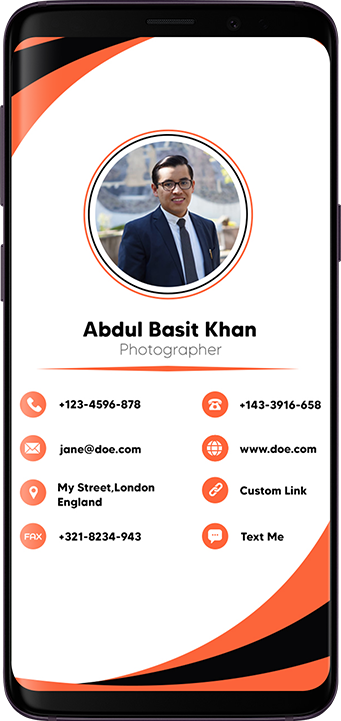 Abdul Basit Khan
Photographer
+123-4596-878
+143-3916-658
jane@doe.com
www.doe.com
My Street,London
England
Custom Link
FAX
+321-8234-943
Text Me